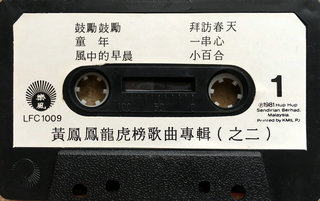 鼓勵鼓勵
童年
風中的早晨
拜訪春天
一串心
小百合
LFC1009
1
℗1981 Hup Hup
Sendirian Berhad.
Malaysia.
Printed by KML PJ
黃鳳鳳龍虎榜歌曲專輯(之二)